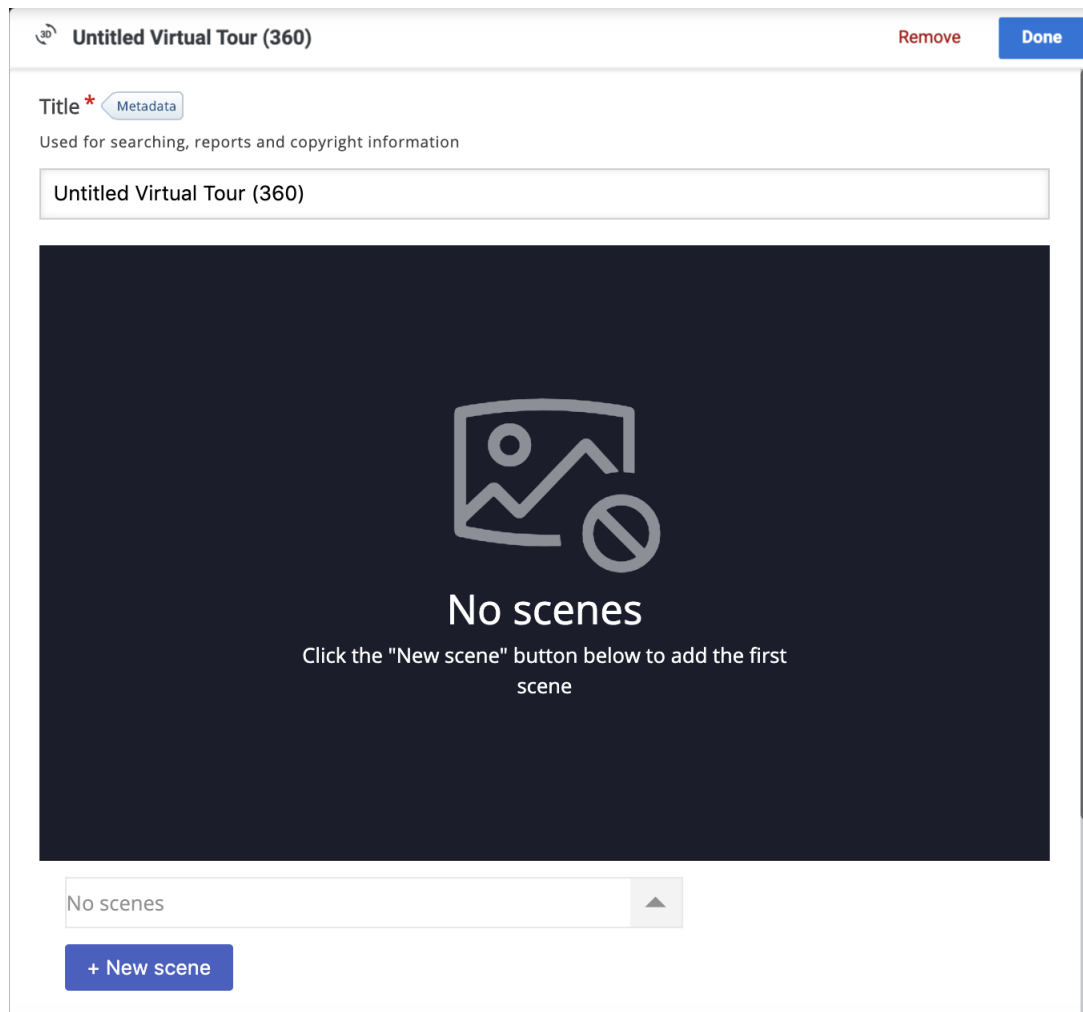 3D
Untitled Virtual Tour (360)
Remove
Done
Title *
Metadata
Used for searching, reports and copyright information
Untitled Virtual Tour (360)
No scenes
Click the "New scene" button below to add the first
scene
No scenes
+ New scene